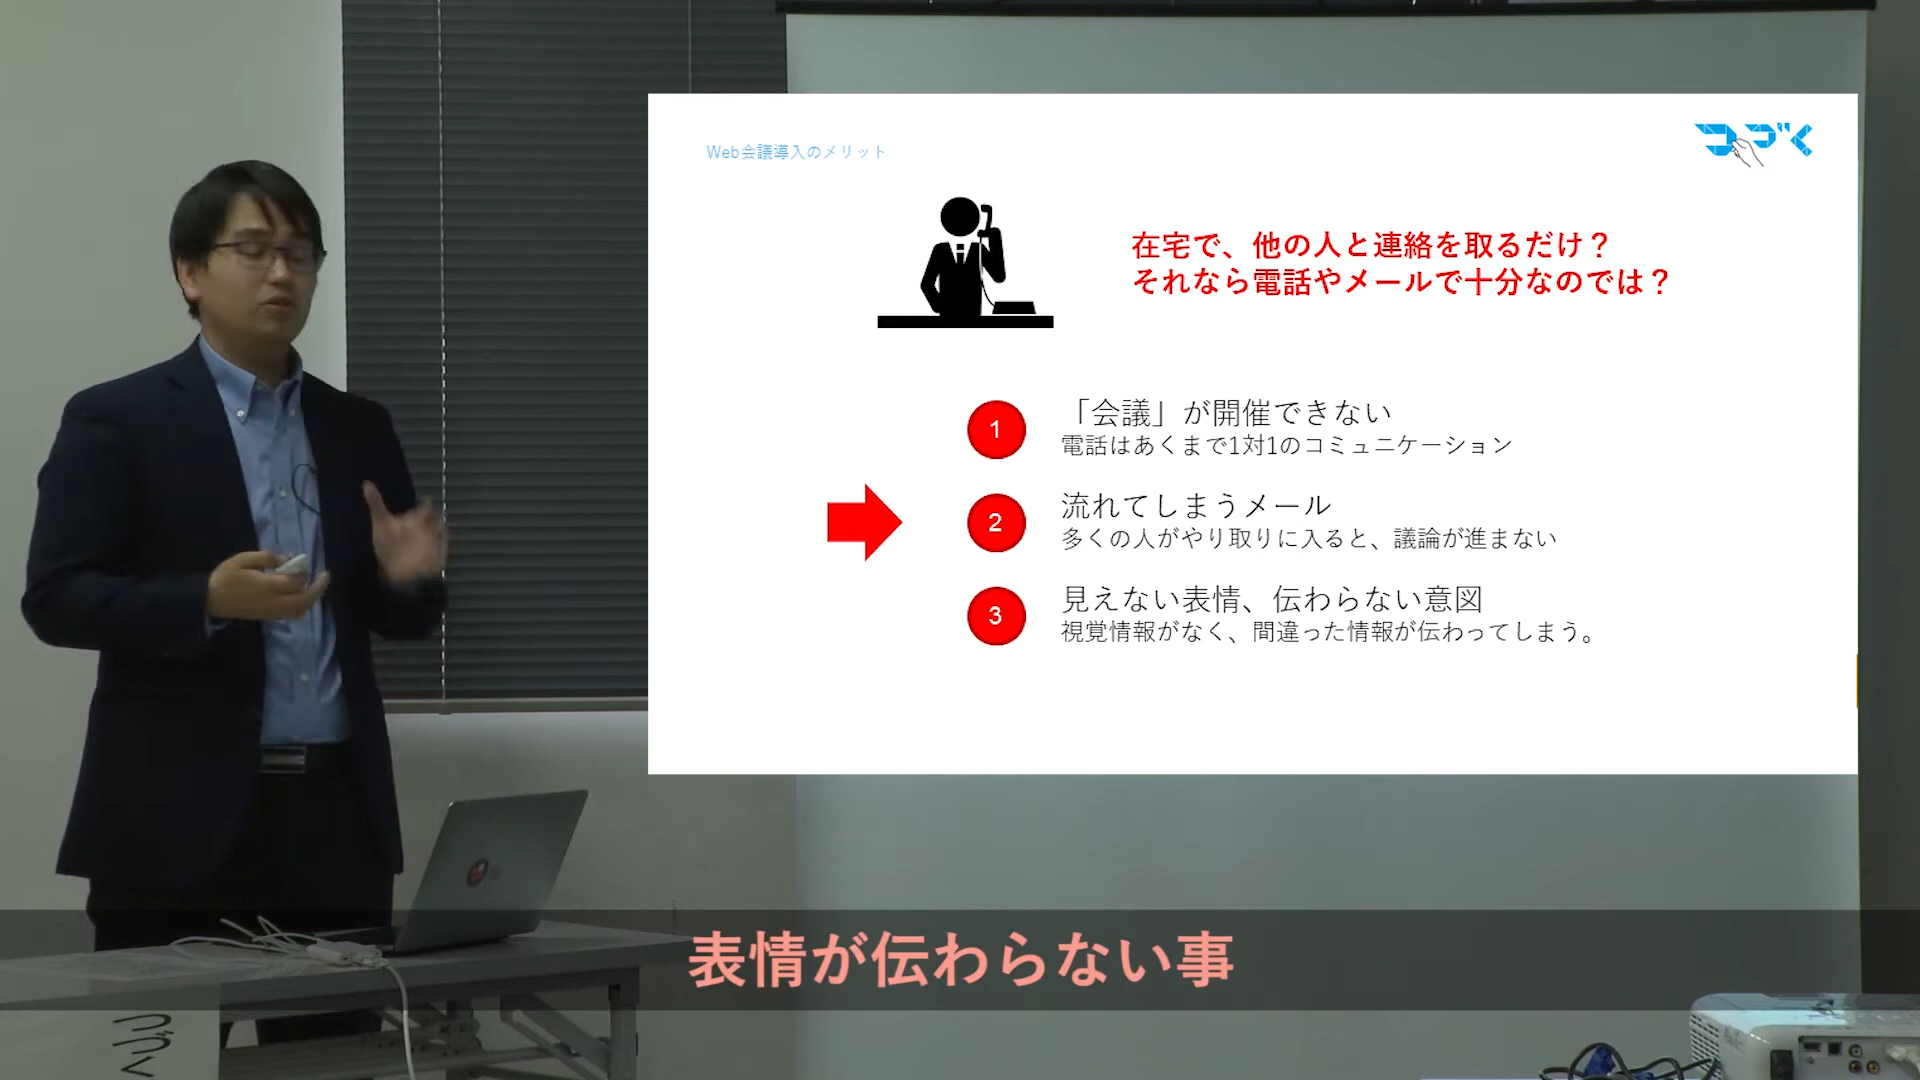 Web会議導入のメリット
つづく
在宅で、他の人と連絡を取るだけ？
それなら電話やメールで十分なのでは？
1
「会議」が開催できない
電話はあくまで1対1のコミュニケーション
2
流れてしまうメール
多くの人がやり取りに入ると、議論が進まない
3
見えない表情、伝わらない意図
視覚情報がなく、間違った情報が伝わってしまう。
表情が伝わらない事
つづく